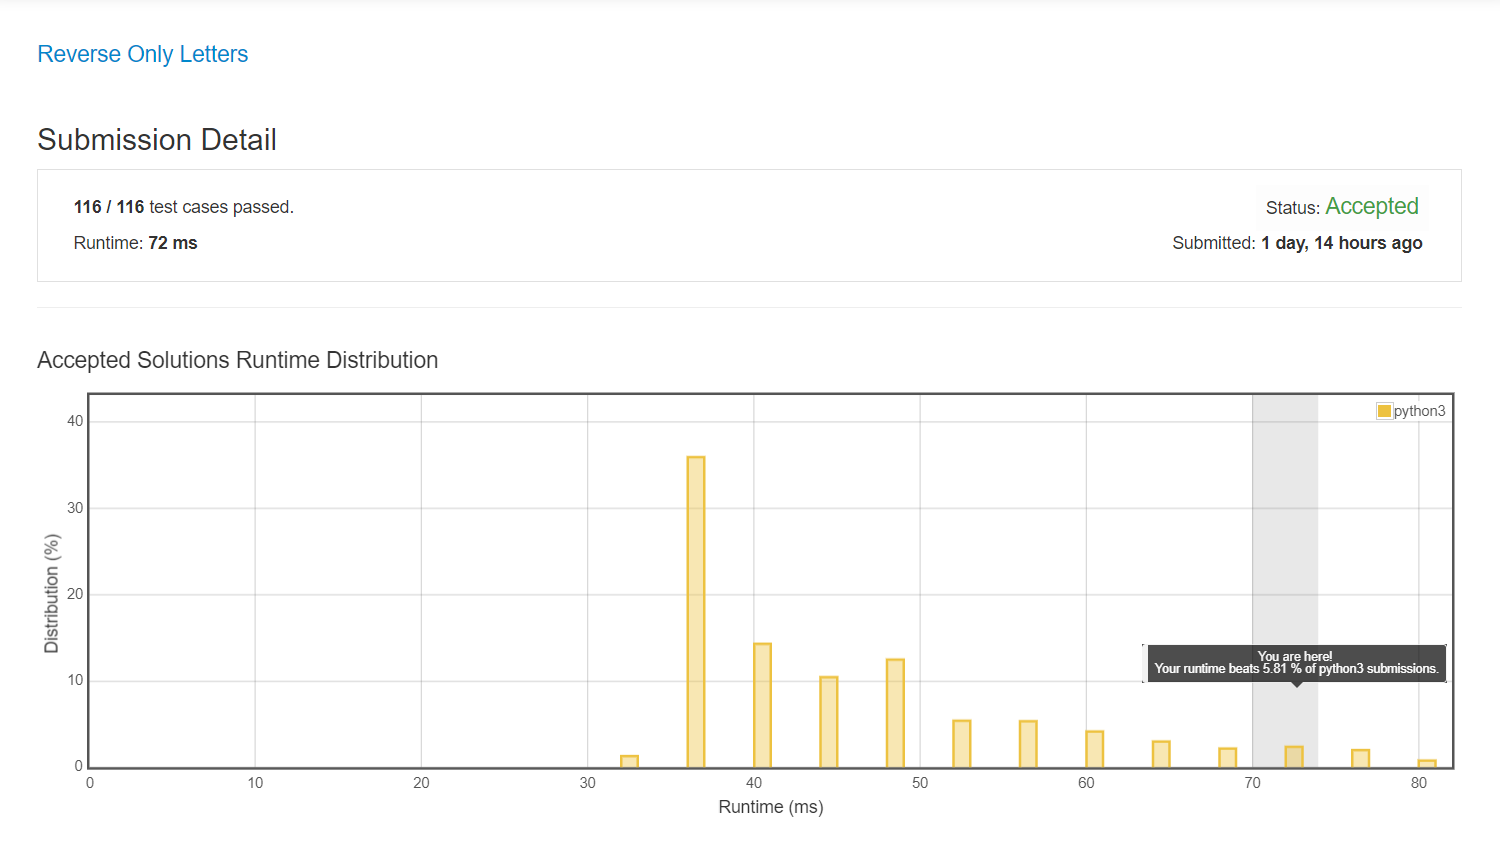 Reverse Only Letters
Submission Detail
116 / 116 test cases passed.
Status: Accepted
Runtime: 72 ms
Submitted: 1 day, 14 hours ago
Accepted Solutions Runtime Distribution
python3
40
30
20
10
0
Distribution (%)
You are here!
Your runtime beats 5.81 % of python3 submissions.
0 10 20 30 40 50 60 70 80
Runtime (ms)